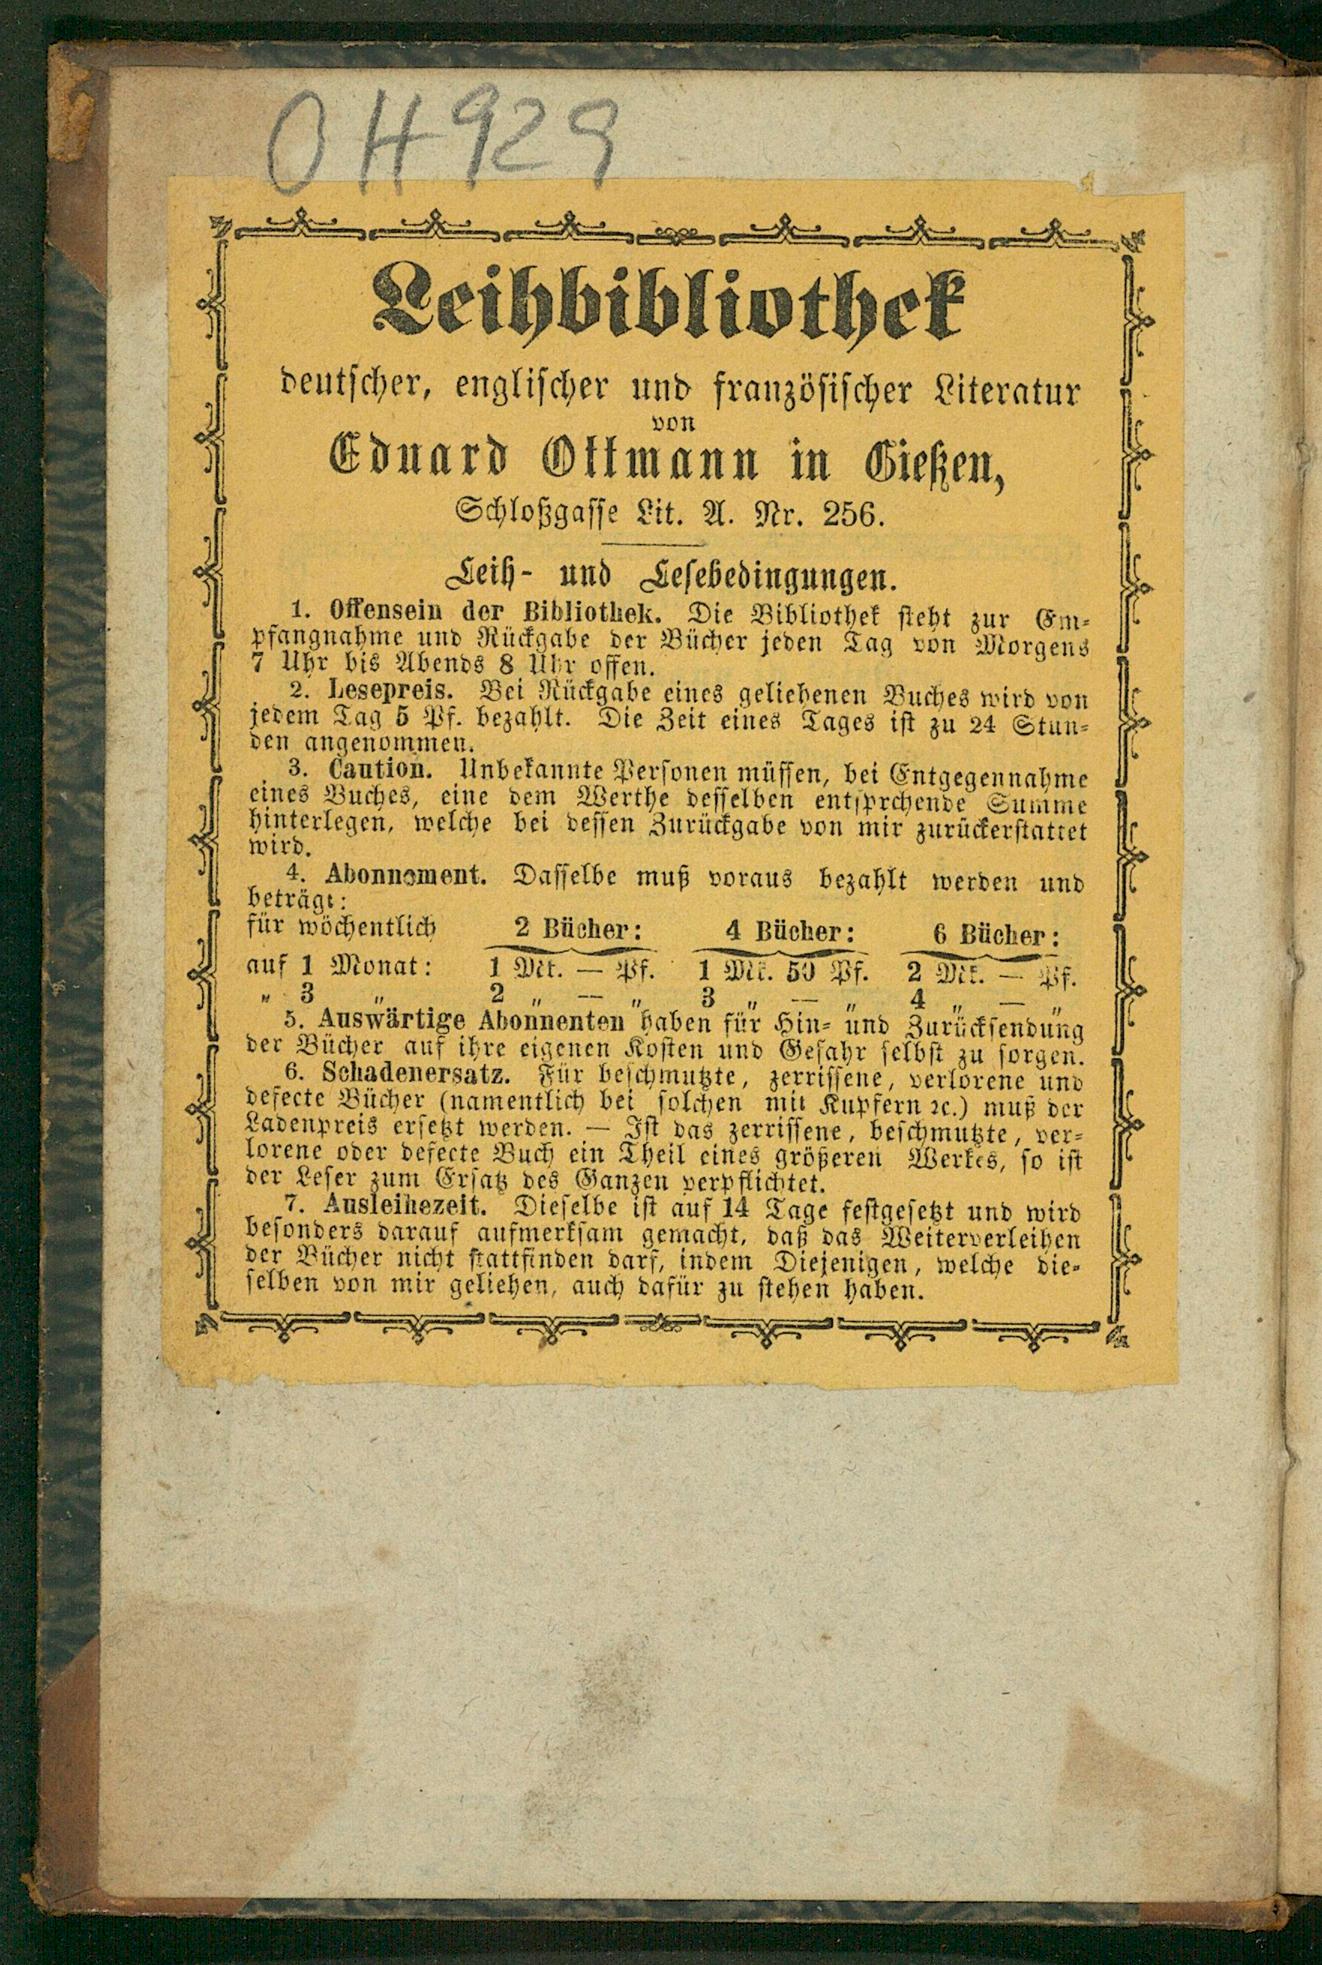 OH 929
Leihbibliothek
deutscher, englischer und französischer Literatur
von
Eduard Ottmann in Gießen,
Schloßgasse Lit. A. Nr. 256.
Leih- und Lesebedingungen.
1. Offensein der Bibliothek. Die Bibliothek steht zur Em-
pfangnahme und Rückgabe der Bücher jeden Tag von Morgens
7 Uhr bis Abends 8 Uhr offen.
2. Lesepreis. Bei Rückgabe eines geliehenen Buches wird von
jedem Tag 5 Pf. bezahlt. Die Zeit eines Tages ist zu 24 Stun-
den angenommen.
3. Caution. Unbekannte Personen müssen, bei Entgegennahme
eines Buches, eine dem Werthe desselben entsprchende Summe
hinterlegen, welche bei dessen Zurückgabe von mir zurückerstattet
wird.
4. Abonnement. Dasselbe muß voraus bezahlt werden und
beträgt:
für wöchentlich 2 Bücher: 4 Bücher: 6 Bücher:
auf 1 Monat: 1 Mk. — Pf. 1 Mk. 50 Pf. 2 Mk. — Pf.
„ 3 „ 2 „ — „ 3 „ — „ 4 „ — „
5. Auswärtige Abonnenten haben für Hin- und Zurücksendung
der Bücher auf ihre eigenen Kosten und Gefahr selbst zu sorgen.
6. Schadenersatz. Für beschmutzte, zerrissene, verlorene und
defecte Bücher (namentlich bei solchen mit Kupfern ꝛc.) muß der
Ladenpreis ersetzt werden. — Ist das zerrissene, beschmutzte, ver-
lorene oder defecte Buch ein Theil eines größeren Werkes, so ist
der Leser zum Ersatz des Ganzen verpflichtet.
7. Ausleihezeit. Dieselbe ist auf 14 Tage festgesetzt und wird
besonders darauf aufmerksam gemacht, daß das Weiterverleihen
der Bücher nicht stattfinden darf, indem Diejenigen, welche die-
selben von mir geliehen, auch dafür zu stehen haben.